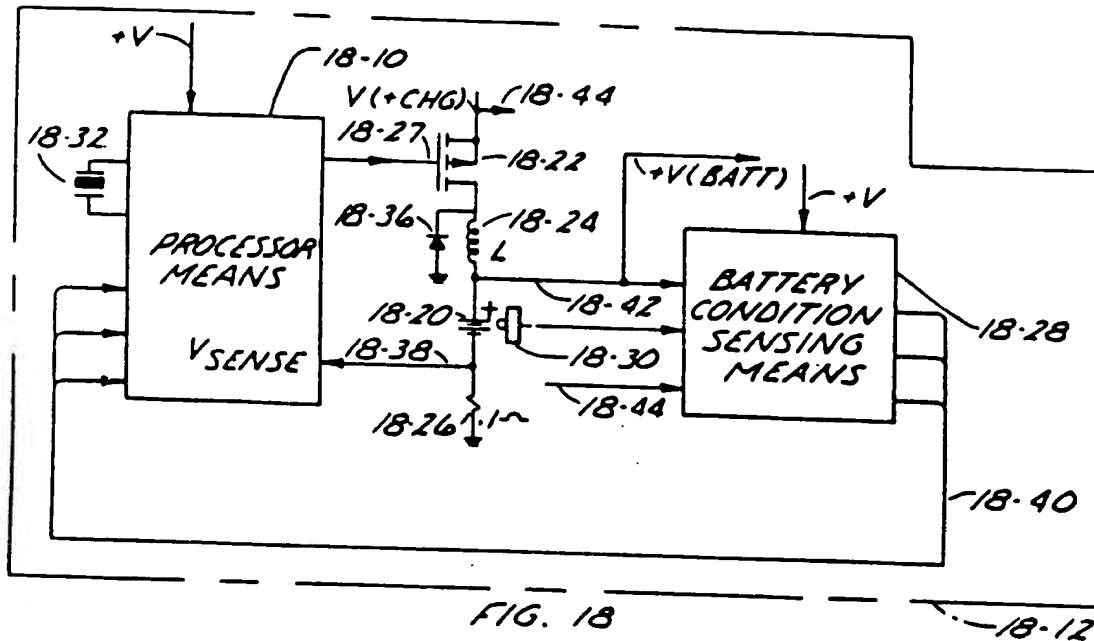 +V
18-10
V(+CHG)
18-44
18-32
18-27
18-22
+V(BATT)
+V
18-36
18-24
L
PROCESSOR
MEANS
BATTERY
CONDITION
SENSING
MEANS
18-42
18-20
+
18-28
18-38
18-30
VSENSE
18-44
18-26
.1~
18-40
FIG. 18
18-12